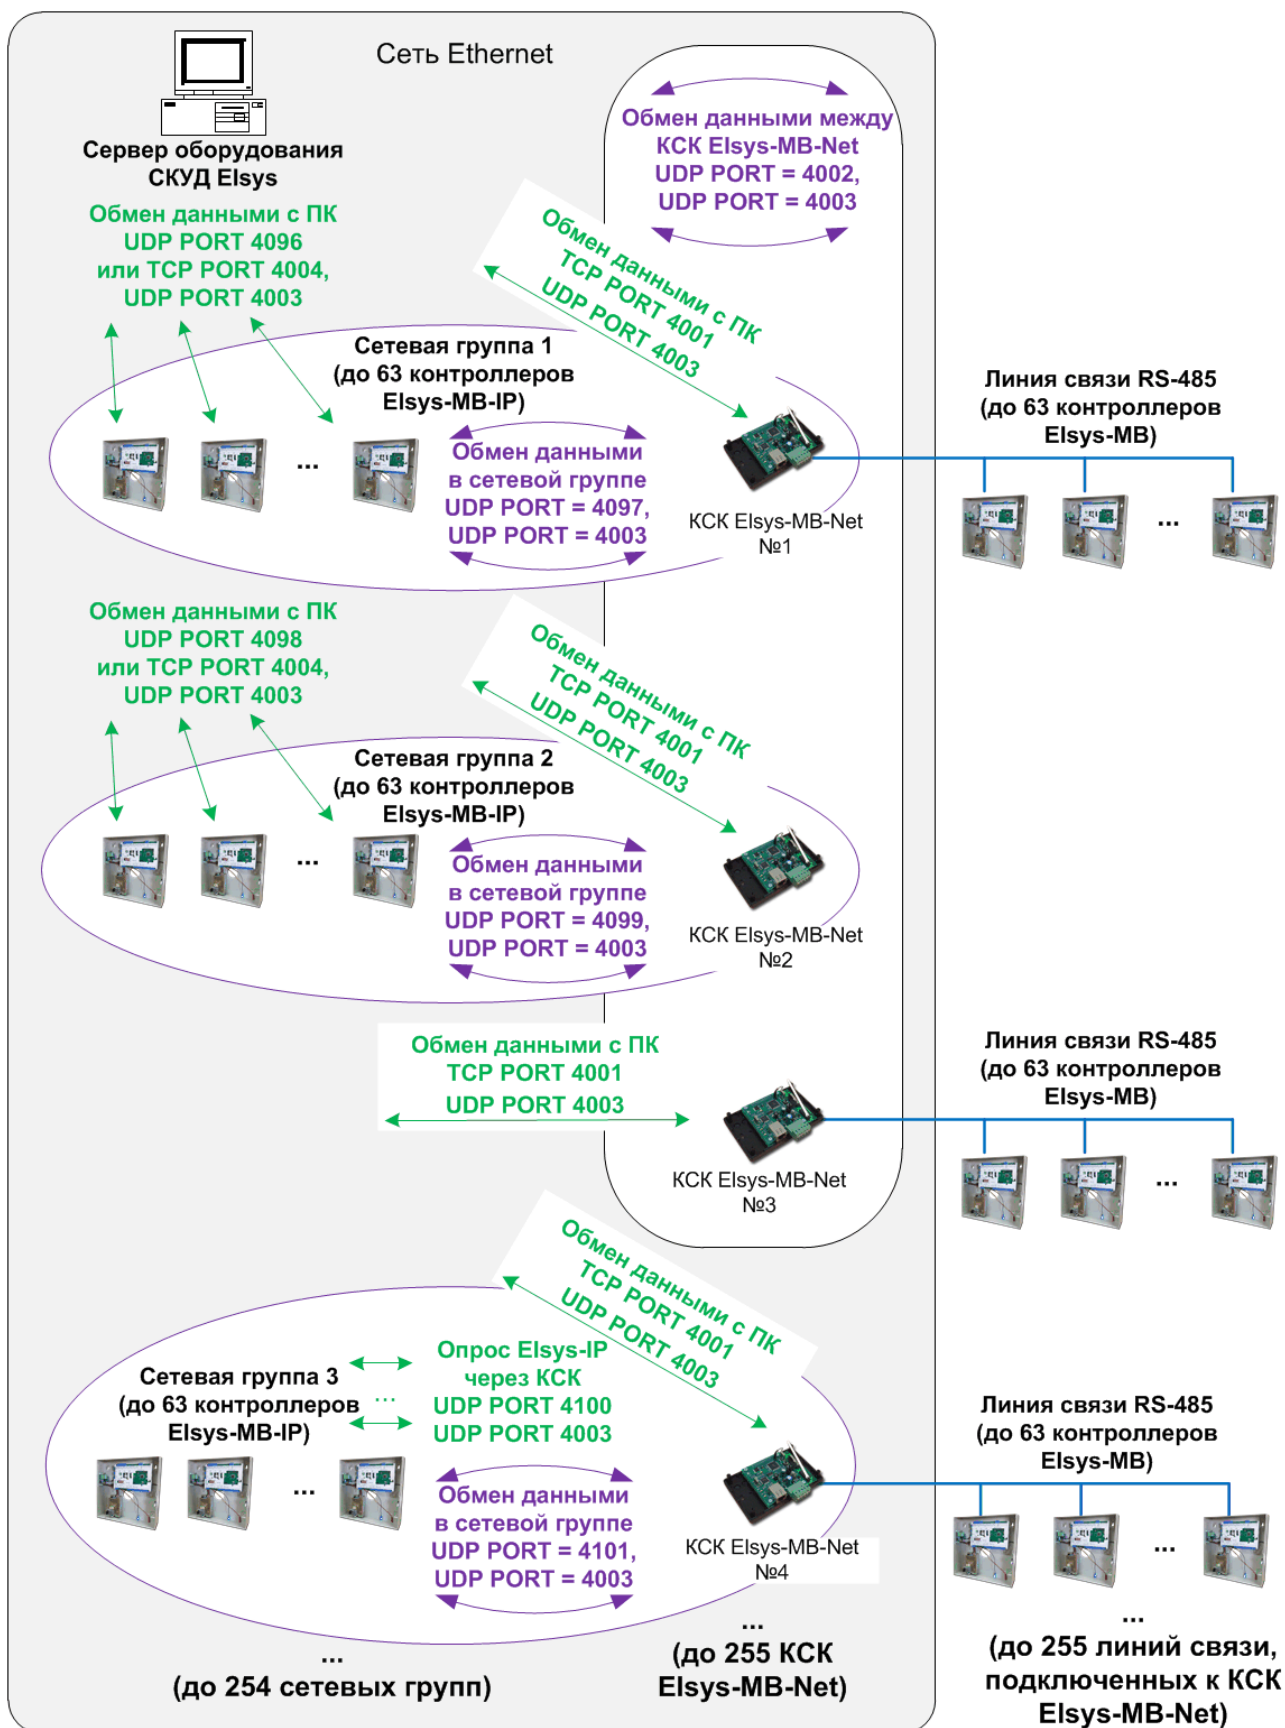 Сеть Ethernet
Сервер оборудования
СКУД Elsys
Обмен данными между
КСК Elsys-MB-Net
UDP PORT = 4002,
UDP PORT = 4003
Обмен данными с ПК
UDP PORT 4096
или TCP PORT 4004,
UDP PORT 4003
Обмен данными с ПК
TCP PORT 4001
UDP PORT 4003
Сетевая группа 1
(до 63 контроллеров
Elsys-MB-IP)
...
Обмен данными
в сетевой группе
UDP PORT = 4097,
UDP PORT = 4003
КСК Elsys-MB-Net
№1
Линия связи RS-485
(до 63 контроллеров
Elsys-MB)
...
Обмен данными с ПК
UDP PORT 4098
или TCP PORT 4004,
UDP PORT 4003
Обмен данными с ПК
TCP PORT 4001
UDP PORT 4003
Сетевая группа 2
(до 63 контроллеров
Elsys-MB-IP)
...
Обмен данными
в сетевой группе
UDP PORT = 4099,
UDP PORT = 4003
КСК Elsys-MB-Net
№2
Обмен данными с ПК
TCP PORT 4001
UDP PORT 4003
КСК Elsys-MB-Net
№3
Линия связи RS-485
(до 63 контроллеров
Elsys-MB)
...
Обмен данными с ПК
TCP PORT 4001
UDP PORT 4003
Сетевая группа 3
(до 63 контроллеров
Elsys-MB-IP)
...
Опрос Elsys-IP
через КСК
UDP PORT 4100
UDP PORT 4003
...
Обмен данными
в сетевой группе
UDP PORT = 4101,
UDP PORT = 4003
КСК Elsys-MB-Net
№4
Линия связи RS-485
(до 63 контроллеров
Elsys-MB)
...
...
(до 254 сетевых групп)
...
(до 255 КСК
Elsys-MB-Net)
...
(до 255 линий связи,
подключенных к КСК
Elsys-MB-Net)